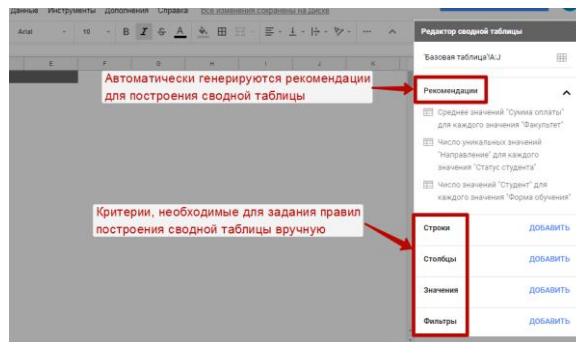 Данные Инструменты Дополнения Справка Все изменения сохранены на Диске
Arial 10 B I S A
Редактор сводной таблицы
'Базовая таблица'!A:J
E F G H I J K
Автоматически генерируются рекомендации
для построения сводной таблицы
Рекомендации
Среднее значений "Сумма оплаты"
для каждого значения "Факультет"
Число уникальных значений
"Направление" для каждого
значения "Статус студента"
Число значений "Студент" для
каждого значения "Форма обучения"
Критерии, необходимые для задания правил
построения сводной таблицы вручную
Строки ДОБАВИТЬ
Столбцы ДОБАВИТЬ
Значения ДОБАВИТЬ
Фильтры ДОБАВИТЬ